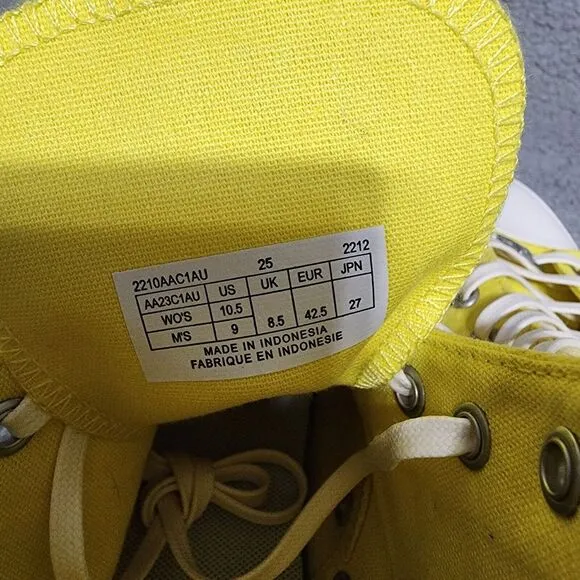 2210AAC1AU 25 2212
AA23C1AU US UK EUR JPN
WO'S 10.5 8.5 42.5 27
M'S 9
MADE IN INDONESIA
FABRIQUE EN INDONESIE